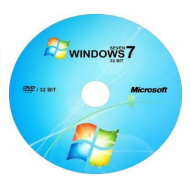 SEVEN
WINDOWS 7
32 BIT
DVD / 32 BIT
Microsoft